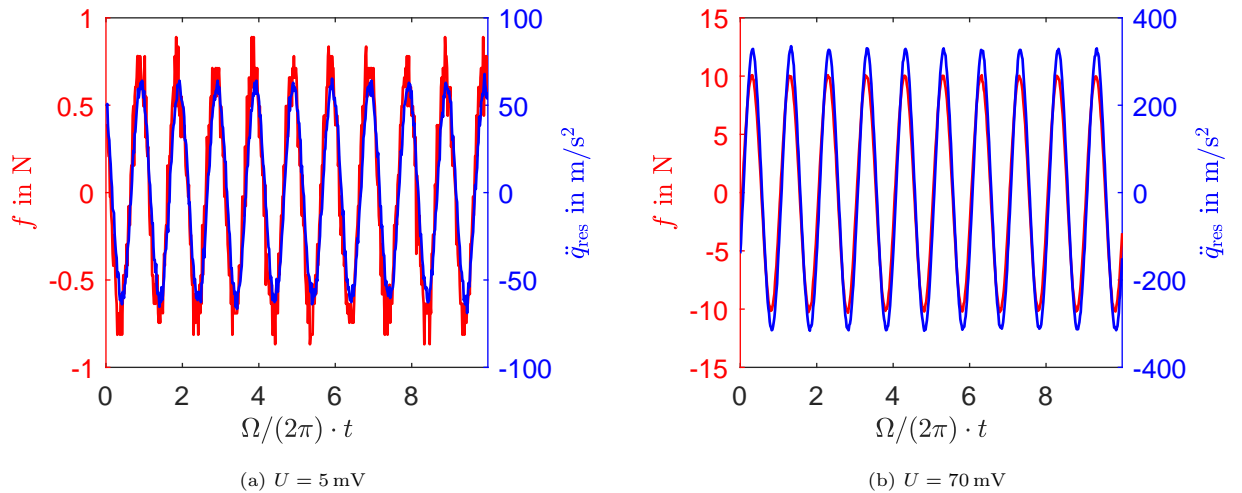 1
0.5
0
-0.5
-1
f in N
100
50
0
-50
-100
q̈res in m/s²
0 2 4 6 8
Ω/(2π) · t
(a) U = 5 mV
15
10
5
0
-5
-10
-15
f in N
400
200
0
-200
-400
q̈res in m/s²
0 2 4 6 8
Ω/(2π) · t
(b) U = 70 mV